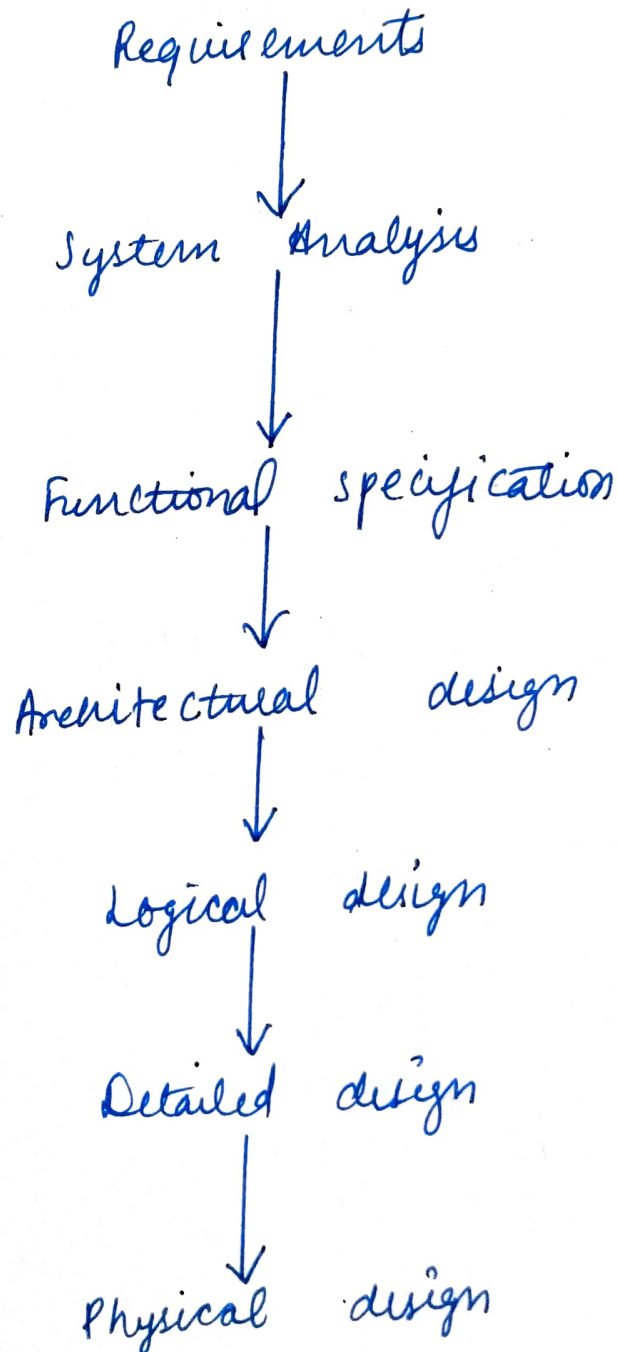 Requirements
System Analysis
Functional specification
Architectural design
Logical design
Detailed design
Physical design